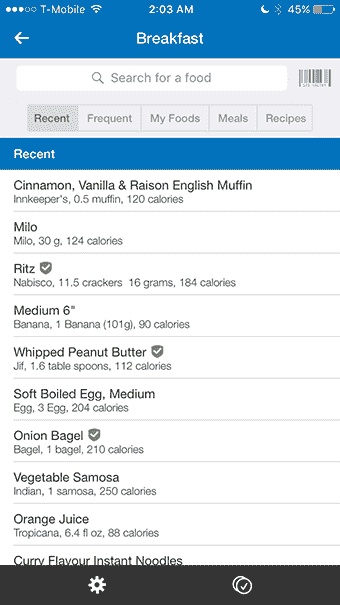 T-Mobile 2:03 AM 45%
Breakfast
Search for a food
Recent Frequent My Foods Meals Recipes
Recent
Cinnamon, Vanilla & Raison English Muffin
Innkeeper's, 0.5 muffin, 120 calories
Milo
Milo, 30 g, 124 calories
Ritz
Nabisco, 11.5 crackers 16 grams, 184 calories
Medium 6"
Banana, 1 Banana (101g), 90 calories
Whipped Peanut Butter
Jif, 1.6 table spoons, 112 calories
Soft Boiled Egg, Medium
Egg, 3 Egg, 204 calories
Onion Bagel
Bagel, 1 bagel, 210 calories
Vegetable Samosa
Indian, 1 samosa, 250 calories
Orange Juice
Tropicana, 6.4 fl oz, 88 calories
Curry Flavour Instant Noodles